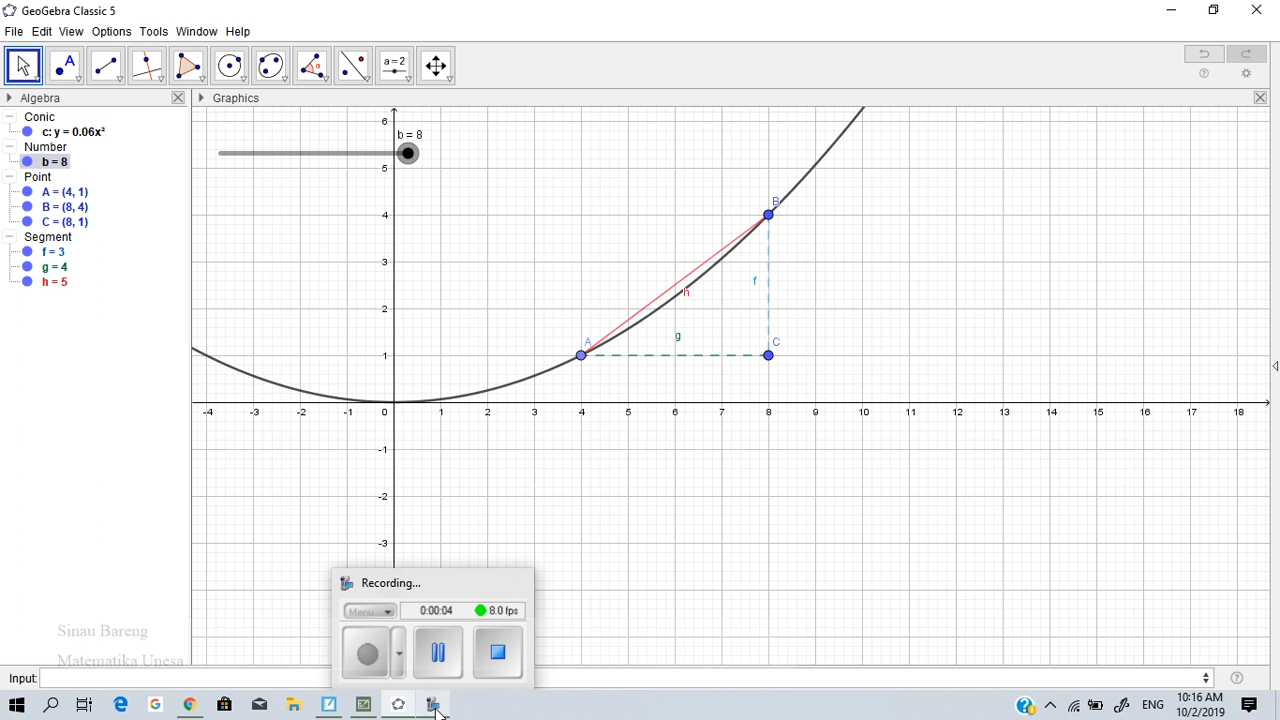 GeoGebra Classic 5
File Edit View Options Tools Window Help
A
α
a = 2
Algebra
Graphics
Conic
c: y = 0.06x²
Number
b = 8
Point
A = (4, 1)
B = (8, 4)
C = (8, 1)
Segment
f = 3
g = 4
h = 5
b = 8
6
5
4
3
2
1
-1
-2
-3
-4 -3 -2 -1 0 1 2 3 4 5 6 7 8 9 10 11 12 13 14 15 16 17 18
B
f
h
g
A
C
Recording...
Menu 0:00:04 8.0 fps
Sinau Bareng
Matematika Unesa
Input:
ENG
10:16 AM
10/2/2019